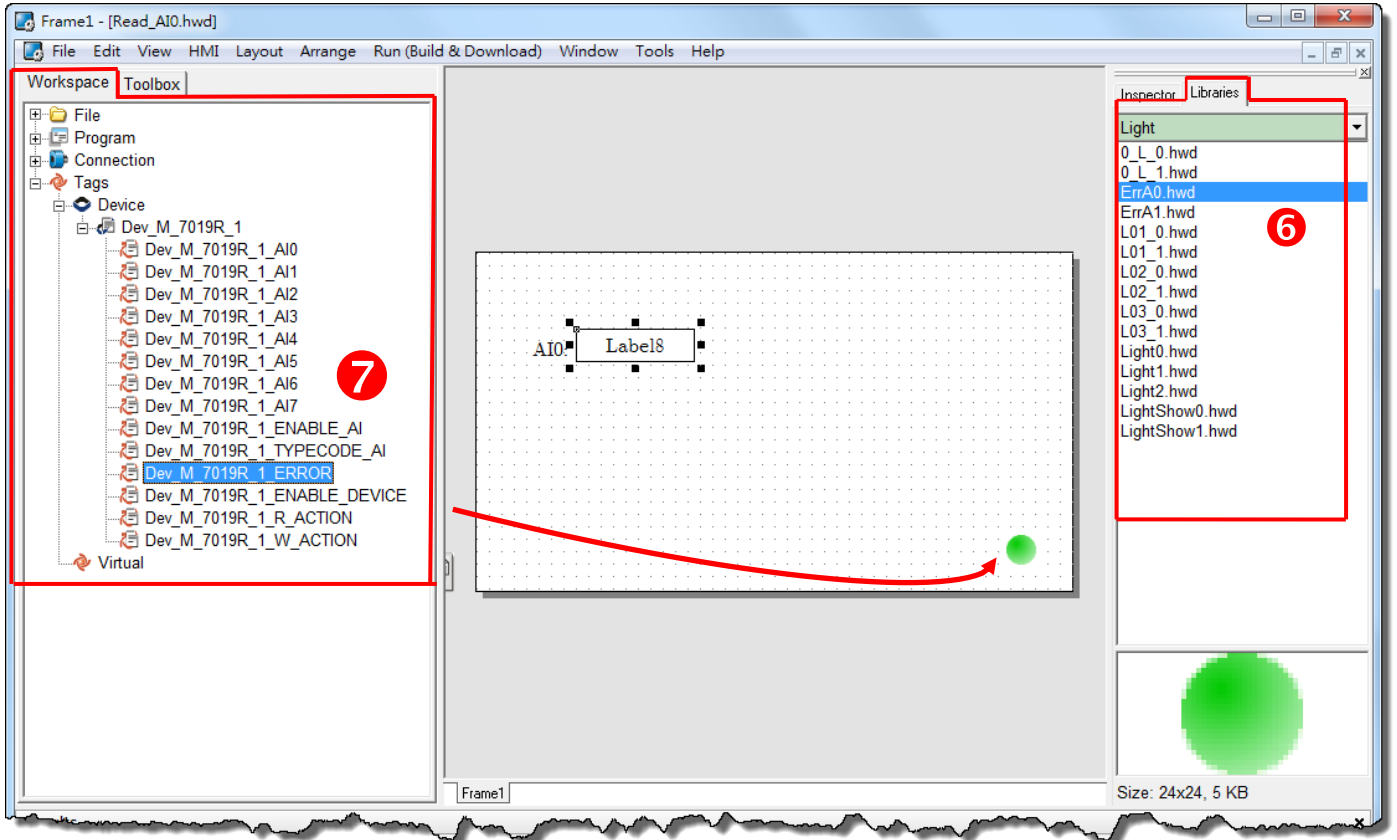 Frame1 - [Read_AI0.hwd]
File Edit View HMI Layout Arrange Run (Build & Download) Window Tools Help
Workspace Toolbox
File
Program
Connection
Tags
Device
Dev_M_7019R_1
Dev_M_7019R_1_AI0
Dev_M_7019R_1_AI1
Dev_M_7019R_1_AI2
Dev_M_7019R_1_AI3
Dev_M_7019R_1_AI4
Dev_M_7019R_1_AI5
Dev_M_7019R_1_AI6
Dev_M_7019R_1_AI7
Dev_M_7019R_1_ENABLE_AI
Dev_M_7019R_1_TYPECODE_AI
Dev_M_7019R_1_ERROR
Dev_M_7019R_1_ENABLE_DEVICE
Dev_M_7019R_1_R_ACTION
Dev_M_7019R_1_W_ACTION
Virtual
7
AI0: Label8
Frame1
Inspector Libraries
Light
0_L_0.hwd
0_L_1.hwd
ErrA0.hwd
ErrA1.hwd
L01_0.hwd
L01_1.hwd
L02_0.hwd
L02_1.hwd
L03_0.hwd
L03_1.hwd
Light0.hwd
Light1.hwd
Light2.hwd
LightShow0.hwd
LightShow1.hwd
6
Size: 24x24, 5 KB